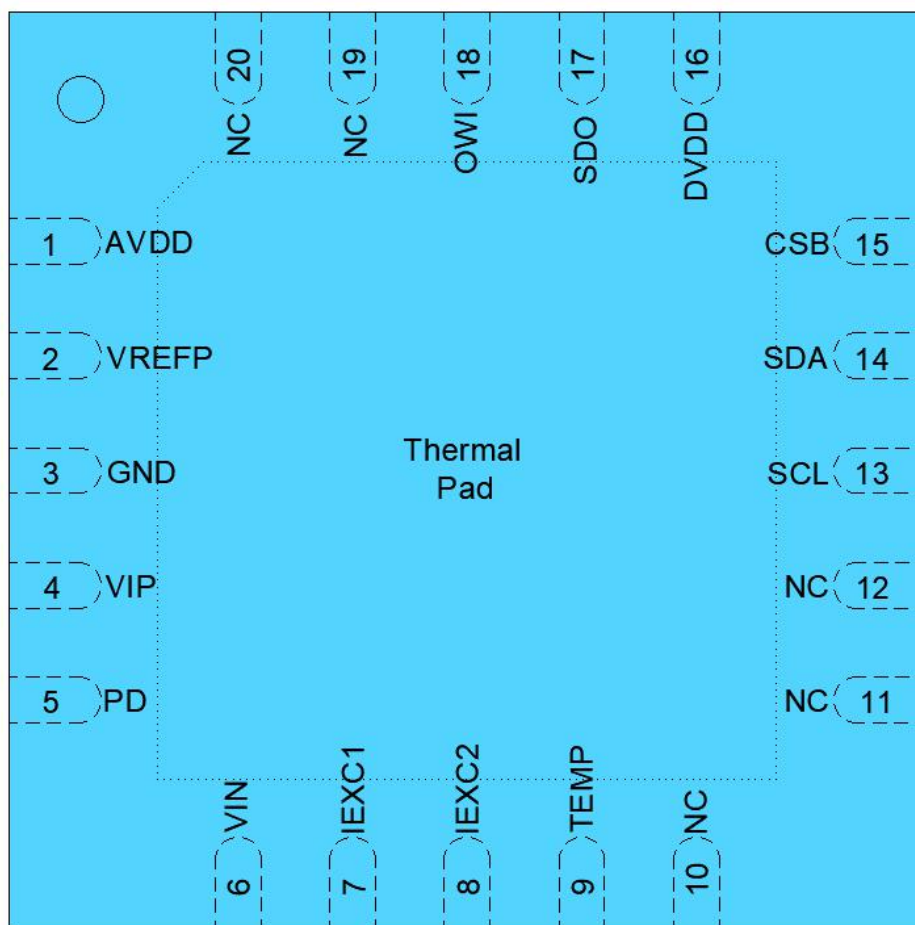 20
19
18
17
16
NC
NC
OWI
SDO
DVDD
1 AVDD
CSB 15
2 VREFP
SDA 14
Thermal
Pad
3 GND
SCL 13
4 VIP
NC 12
5 PD
NC 11
VIN
IEXC1
IEXC2
TEMP
NC
6
7
8
9
10